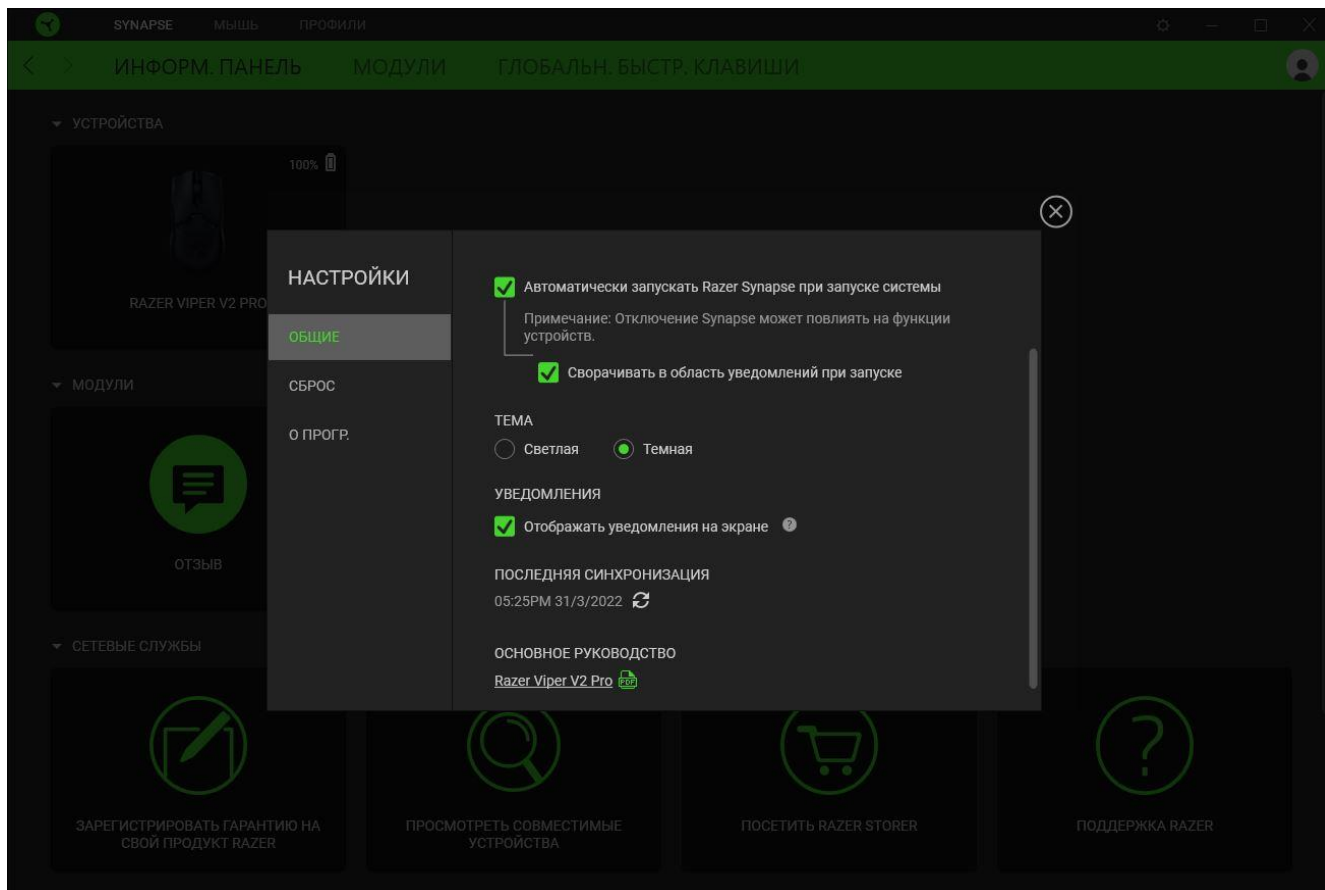 SYNAPSE МЫШЬ ПРОФИЛИ
ИНФОРМ. ПАНЕЛЬ МОДУЛИ ГЛОБАЛЬН. БЫСТР. КЛАВИШИ
УСТРОЙСТВА
100%
RAZER VIPER V2 PRO
МОДУЛИ
ОТЗЫВ
СЕТЕВЫЕ СЛУЖБЫ
ЗАРЕГИСТРИРОВАТЬ ГАРАНТИЮ НА
СВОЙ ПРОДУКТ RAZER
ПРОСМОТРЕТЬ СОВМЕСТИМЫЕ
УСТРОЙСТВА
ПОСЕТИТЬ RAZER STORER
ПОДДЕРЖКА RAZER
НАСТРОЙКИ
ОБЩИЕ
СБРОС
О ПРОГР.
Автоматически запускать Razer Synapse при запуске системы
Примечание: Отключение Synapse может повлиять на функции
устройств.
Сворачивать в область уведомлений при запуске
ТЕМА
Светлая Темная
УВЕДОМЛЕНИЯ
Отображать уведомления на экране
ПОСЛЕДНЯЯ СИНХРОНИЗАЦИЯ
05:25PM 31/3/2022
ОСНОВНОЕ РУКОВОДСТВО
Razer Viper V2 Pro PDF